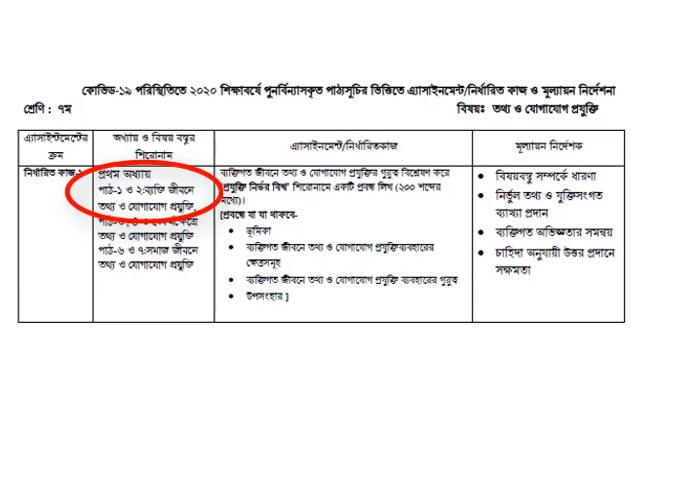 কোভিড-১৯ পরিস্থিতিতে ২০২০ শিক্ষাবর্ষে পুনর্বিন্যাসকৃত পাঠ্যসূচির ভিত্তিতে এ্যাসাইনমেন্ট/নির্ধারিত কাজ ও মূল্যায়ন নির্দেশনা
শ্রেণি : ৭ম
বিষয়ঃ তথ্য ও যোগাযোগ প্রযুক্তি
এ্যাসাইন্টমেন্টের
ক্রম
অধ্যায় ও বিষয় বস্তুর
শিরোনাম
এ্যাসাইনমেন্ট/নির্ধারিতকাজ
মূল্যায়ন নির্দেশক
নির্ধারিত কাজ-১
প্রথম অধ্যায়
পাঠ-১ ও ২:ব্যক্তি জীবনে
তথ্য ও যোগাযোগ প্রযুক্তি,
তথ্য ও যোগাযোগ প্রযুক্তি
পাঠ-৬ ও ৭:সমাজ জীবনে
তথ্য ও যোগাযোগ প্রযুক্তি
ব্যক্তিগত জীবনে তথ্য ও যোগাযোগ প্রযুক্তির গুরুত্ব বিশ্লেষণ করে
প্রযুক্তি নির্ভর বিশ্ব' শিরোনামে একটি প্রবন্ধ লিখ (২০০ শব্দের
মধ্যে)।
[প্রবন্ধে যা যা থাকবে-
• ভূমিকা
• ব্যক্তিগত জীবনে তথ্য ও যোগাযোগ প্রযুক্তিব্যবহারের
ক্ষেত্রসমূহ
• ব্যক্তিগত জীবনে তথ্য ও যোগাযোগ প্রযুক্তি ব্যবহারের গুরুত্ব
• উপসংহার ]
• বিষয়বস্তু সম্পর্কে ধারণা
• নির্ভুল তথ্য ও যুক্তিসংগত
ব্যাখ্যা প্রদান
• ব্যক্তিগত অভিজ্ঞতার সমন্বয়
• চাহিদা অনুযায়ী উত্তর প্রদানে
সক্ষমতা